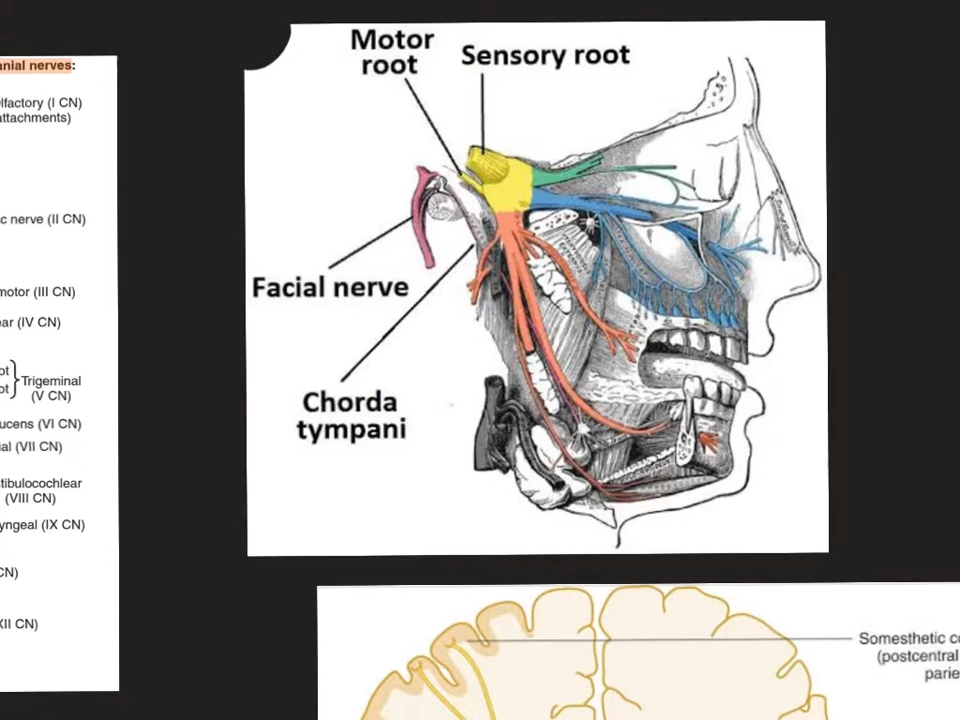 anial nerves:
lfactory (I CN)
attachments)
c nerve (II CN)
motor (III CN)
ear (IV CN)
ot
ot
Trigeminal
(V CN)
ucens (VI CN)
ial (VII CN)
stibulocochlear
(VIII CN)
yngeal (IX CN)
CN)
XII CN)
Motor
root
Sensory root
Facial nerve
Chorda
tympani
Somesthetic co
(postcentral
parie